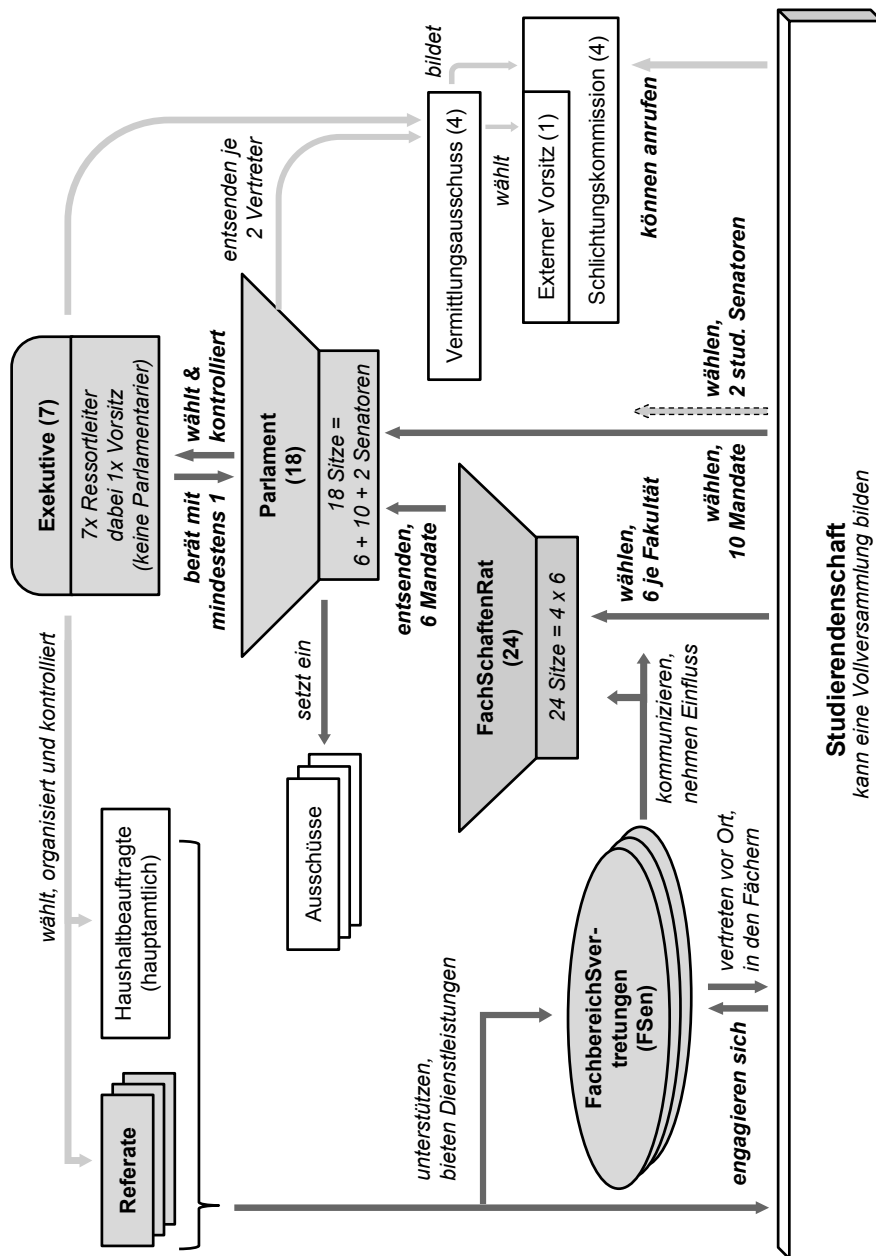 wählt, organisiert und kontrolliert
Referate
Haushaltbeauftragte
(hauptamtlich)
Exekutive (7)
7x Ressortleiter
dabei 1x Vorsitz
(keine Parlamentarier)
berät mit
mindestens 1
wählt &
kontrolliert
entsenden je
2 Vertreter
setzt ein
Ausschüsse
Parlament
(18)
18 Sitze =
6 + 10 + 2 Senatoren
Vermittlungsausschuss (4)
bildet
wählt
Externer Vorsitz (1)
Schlichtungskommission (4)
können anrufen
unterstützen,
bieten Dienstleistungen
entsenden,
6 Mandate
FachSchaftenRat
(24)
24 Sitze = 4 x 6
FachbereichSver-
tretungen
(FSen)
kommunizieren,
nehmen Einfluss
wählen,
6 je Fakultät
wählen,
10 Mandate
wählen,
2 stud. Senatoren
engagieren sich
vertreten vor Ort,
in den Fächern
Studierendenschaft
kann eine Vollversammlung bilden